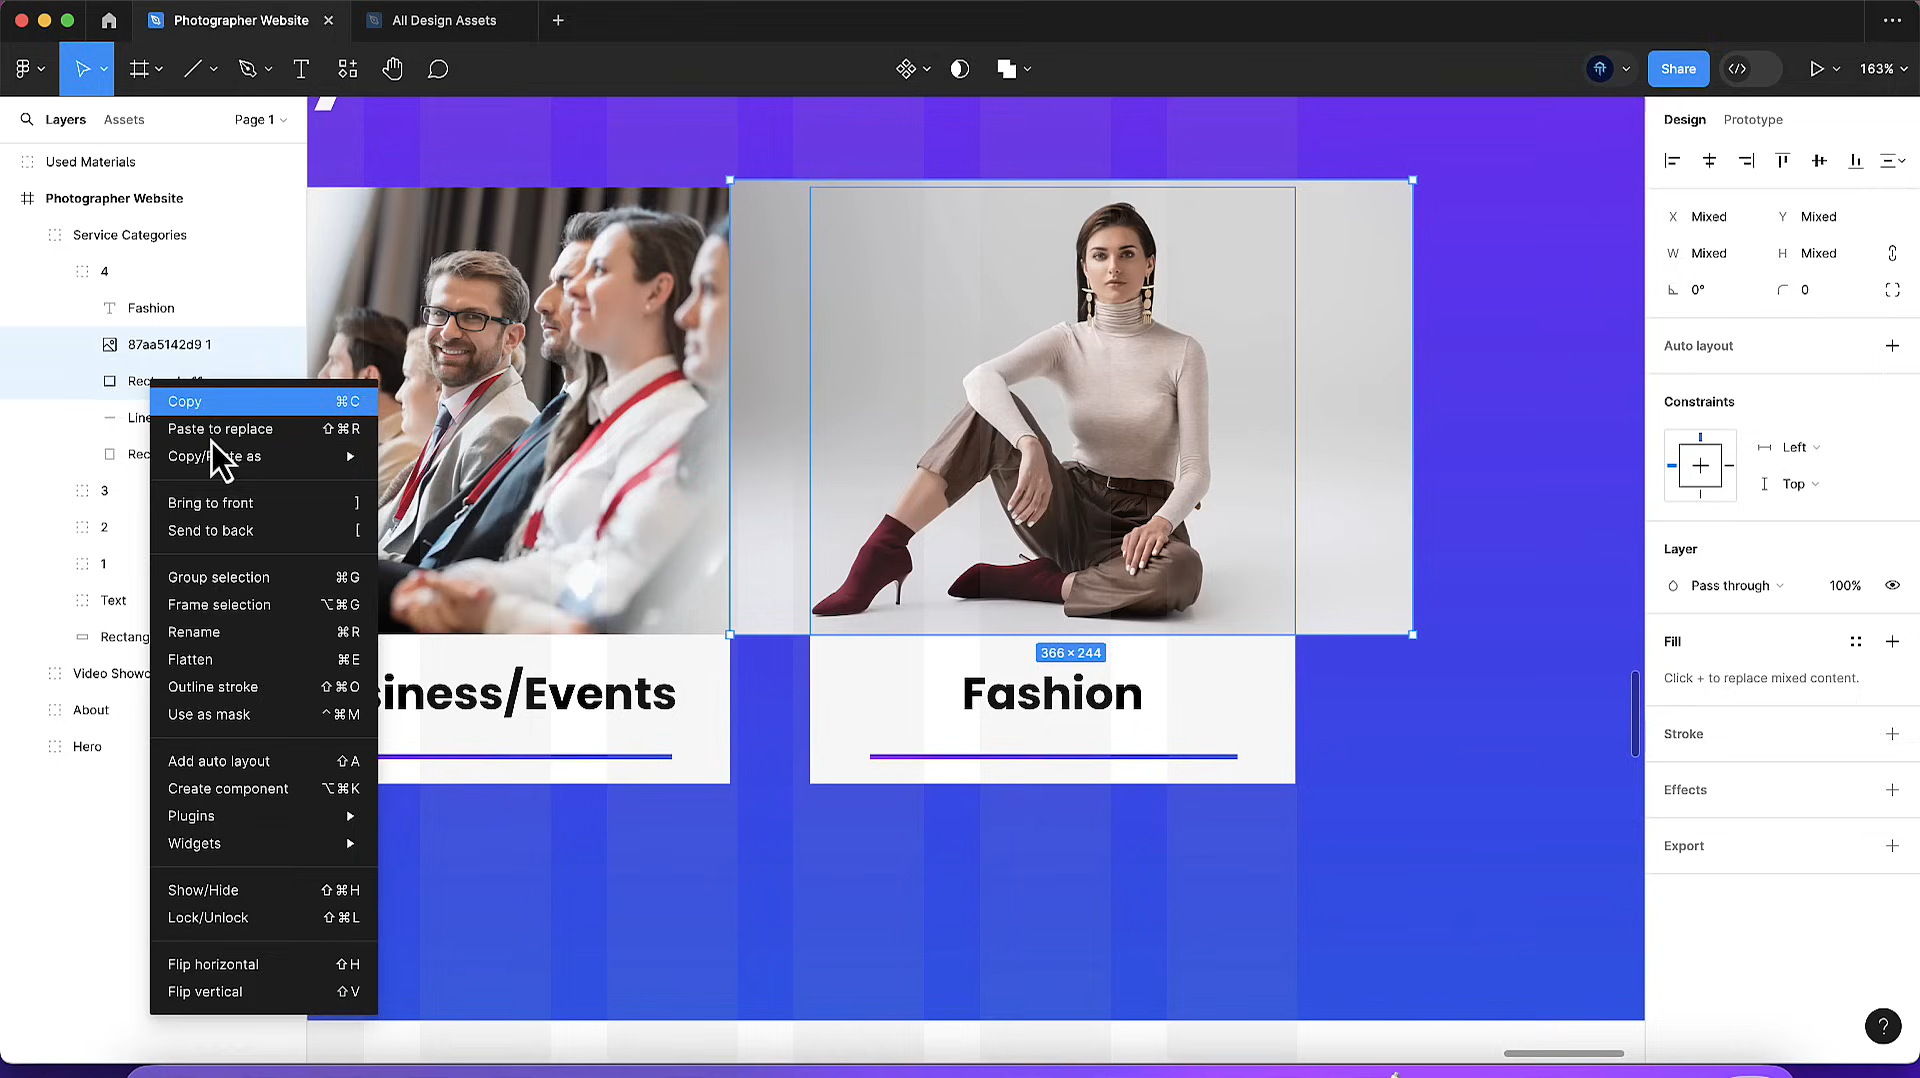 Photographer Website
All Design Assets
Share
163%
Layers
Assets
Page 1
Used Materials
Photographer Website
Service Categories
4
Fashion
87aa5142d9 1
Line
3
2
1
Text
Rectang
Video Showc
About
Hero
Copy ⌘C
Paste to replace ⇧⌘R
Copy/Paste as
Bring to front ]
Send to back [
Group selection ⌘G
Frame selection ⌥⌘G
Rename ⌘R
Flatten ⌘E
Outline stroke ⇧⌘O
Use as mask ^⌘M
Add auto layout ⇧A
Create component ⌥⌘K
Plugins
Widgets
Show/Hide ⇧⌘H
Lock/Unlock ⇧⌘L
Flip horizontal ⇧H
Flip vertical ⇧V
366 × 244
siness/Events
Fashion
Design
Prototype
X Mixed Y Mixed
W Mixed H Mixed
0° 0
Auto layout
Constraints
Left
Top
Layer
Pass through 100%
Fill
Click + to replace mixed content.
Stroke
Effects
Export
?